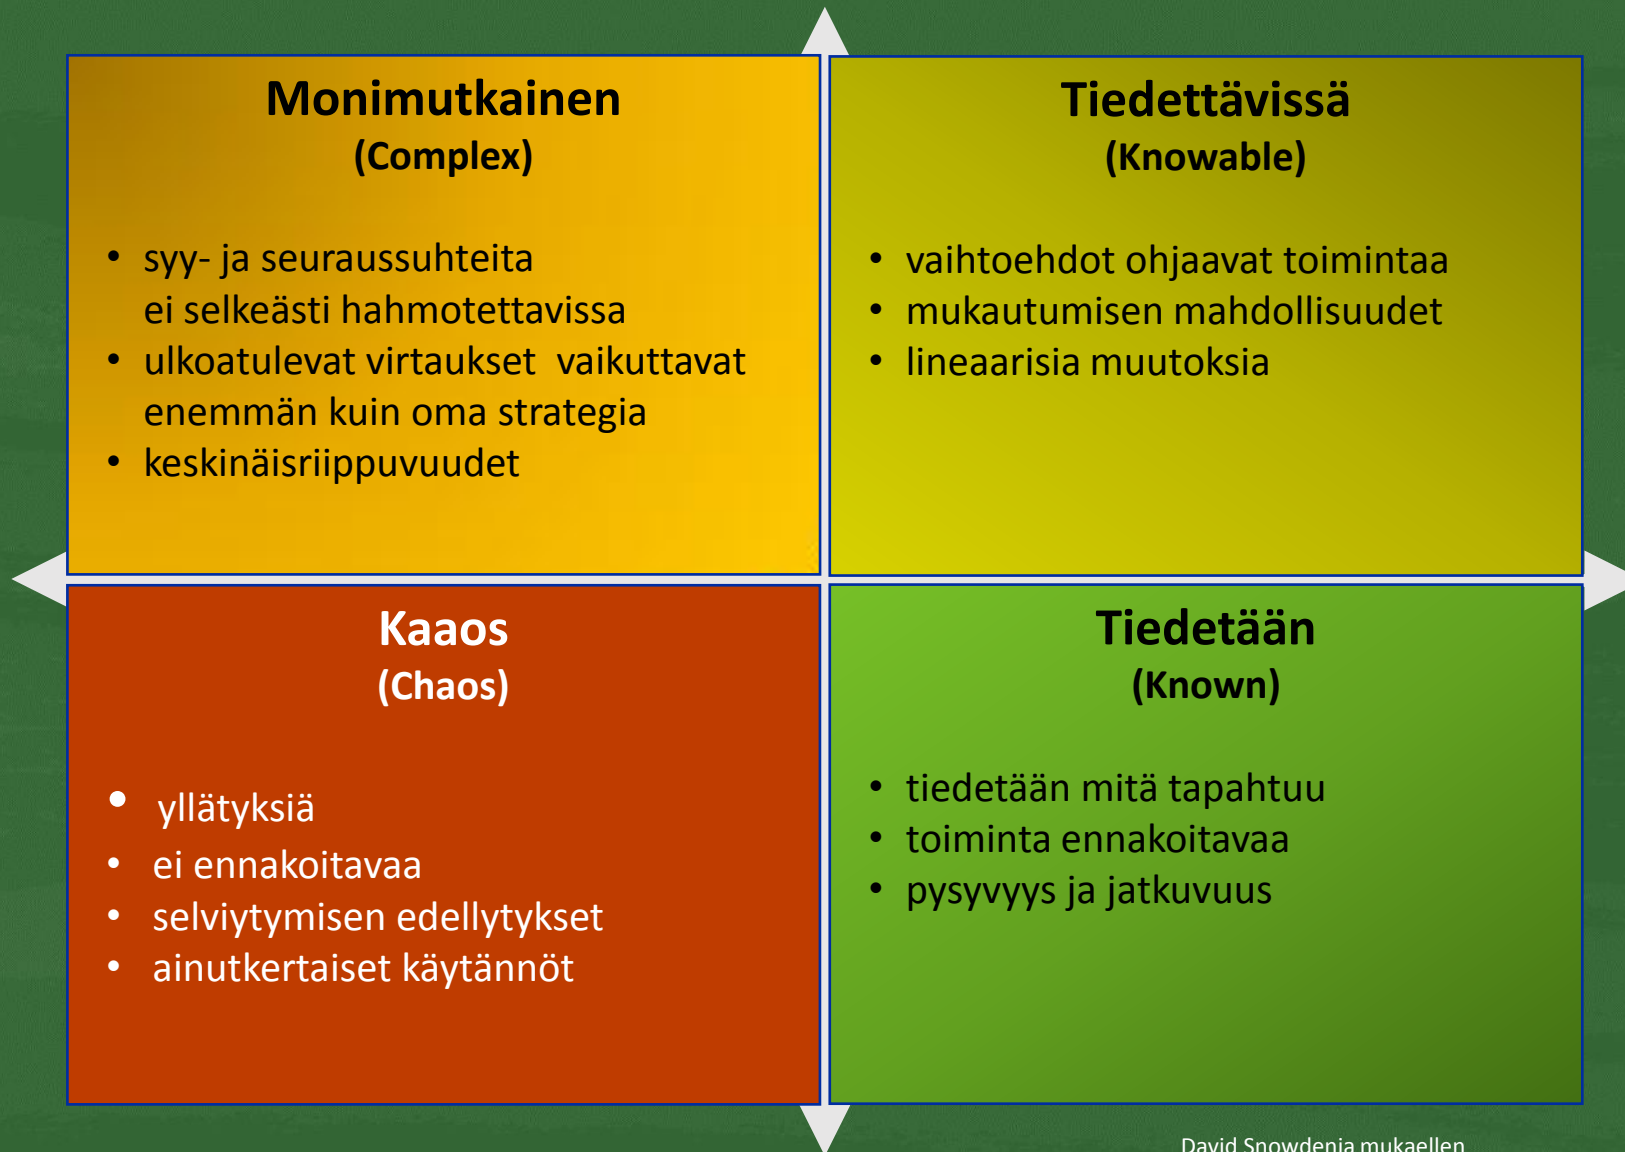 Monimutkainen
(Complex)
• syy- ja seuraussuhteita
ei selkeästi hahmotettavissa
• ulkoatulevat virtaukset  vaikuttavat
enemmän kuin oma strategia
• keskinäisriippuvuudet
Tiedettävissä
(Knowable)
• vaihtoehdot ohjaavat toimintaa
• mukautumisen mahdollisuudet
• lineaarisia muutoksia
Kaaos
(Chaos)
• yllätyksiä
• ei ennakoitavaa
• selviytymisen edellytykset
• ainutkertaiset käytännöt
Tiedetään
(Known)
• tiedetään mitä tapahtuu
• toiminta ennakoitavaa
• pysyvyys ja jatkuvuus
David Snowdenia mukaellen